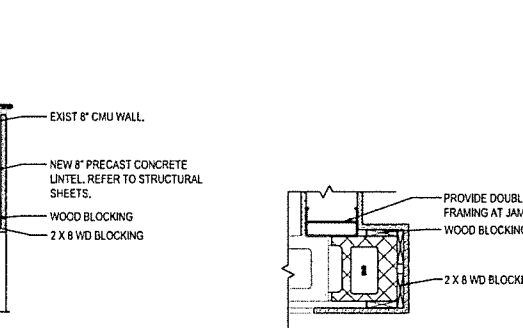 EXIST 8" CMU WALL.
NEW 8" PRECAST CONCRETE
LINTEL. REFER TO STRUCTURAL
SHEETS.
WOOD BLOCKING
2 X 8 WD BLOCKING
PROVIDE DOUBL
FRAMING AT JAM
WOOD BLOCKING
2 X 8 WD BLOCKI